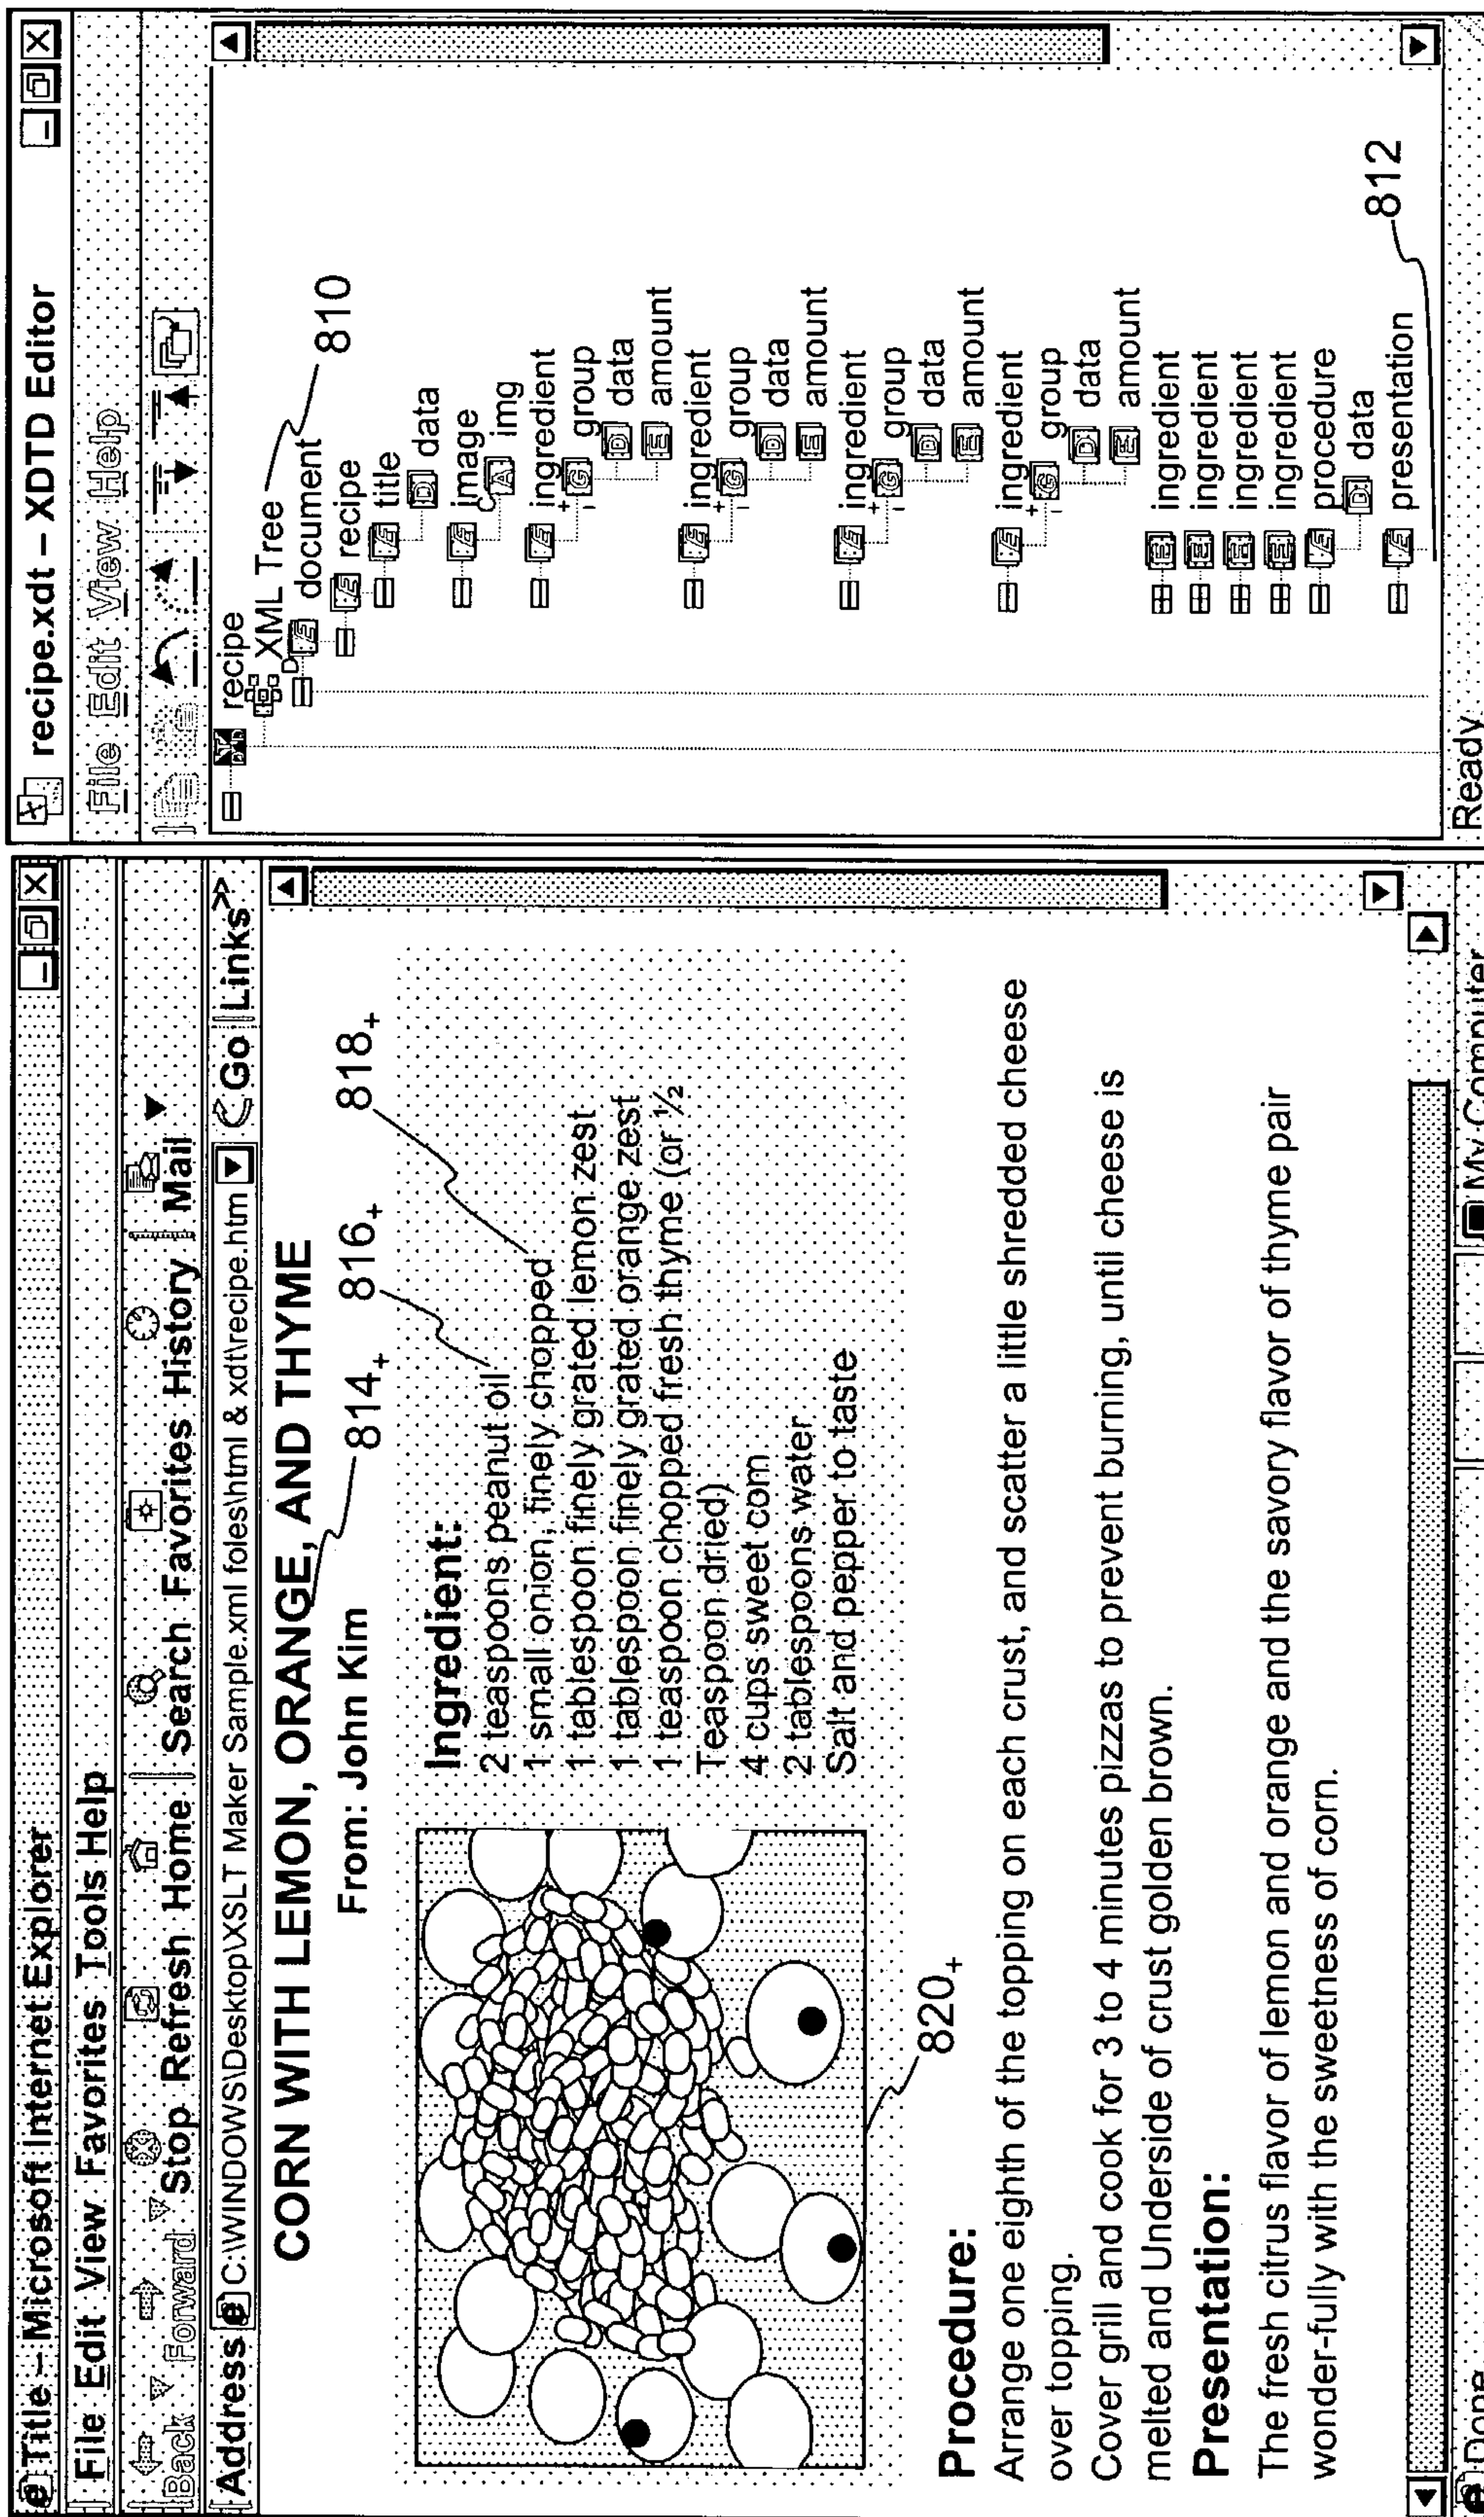 Title – Microsoft Internet Explorer
File Edit View Favorites Tools Help
Back Forward Stop Refresh Home Search Favorites History Mail
Address C:\WINDOWS\Desktop\XSLT Maker Sample.xml foles\html & xdt\recipe.htm Go Links >>
CORN WITH LEMON, ORANGE, AND THYME
814+
From: John Kim
816+
818+
Ingredient:
2 teaspoons peanut oil
1 small onion, finely chopped
1 tablespoon finely grated lemon zest
1 tablespoon finely grated orange zest
1 teaspoon chopped fresh thyme (or ½
Teaspoon dried)
4 cups sweet com
2 tablespoons water
Salt and pepper to taste
820+
Procedure:
Arrange one eighth of the topping on each crust, and scatter a little shredded cheese
over topping.
Cover grill and cook for 3 to 4 minutes pizzas to prevent burning, until cheese is
melted and Underside of crust golden brown.
Presentation:
The fresh citrus flavor of lemon and orange and the savory flavor of thyme pair
wonder-fully with the sweetness of corn.
Done
My Computer
recipe.xdt – XDTD Editor
File Edit View Help
recipe
XML Tree
810
D
E document
E recipe
E title
D data
E image
A img
E ingredient
G group
D data
E amount
E ingredient
G group
D data
E amount
E ingredient
G group
D data
E amount
E ingredient
G group
D data
E amount
E ingredient
E ingredient
E ingredient
E ingredient
E procedure
D data
E presentation
812
Ready